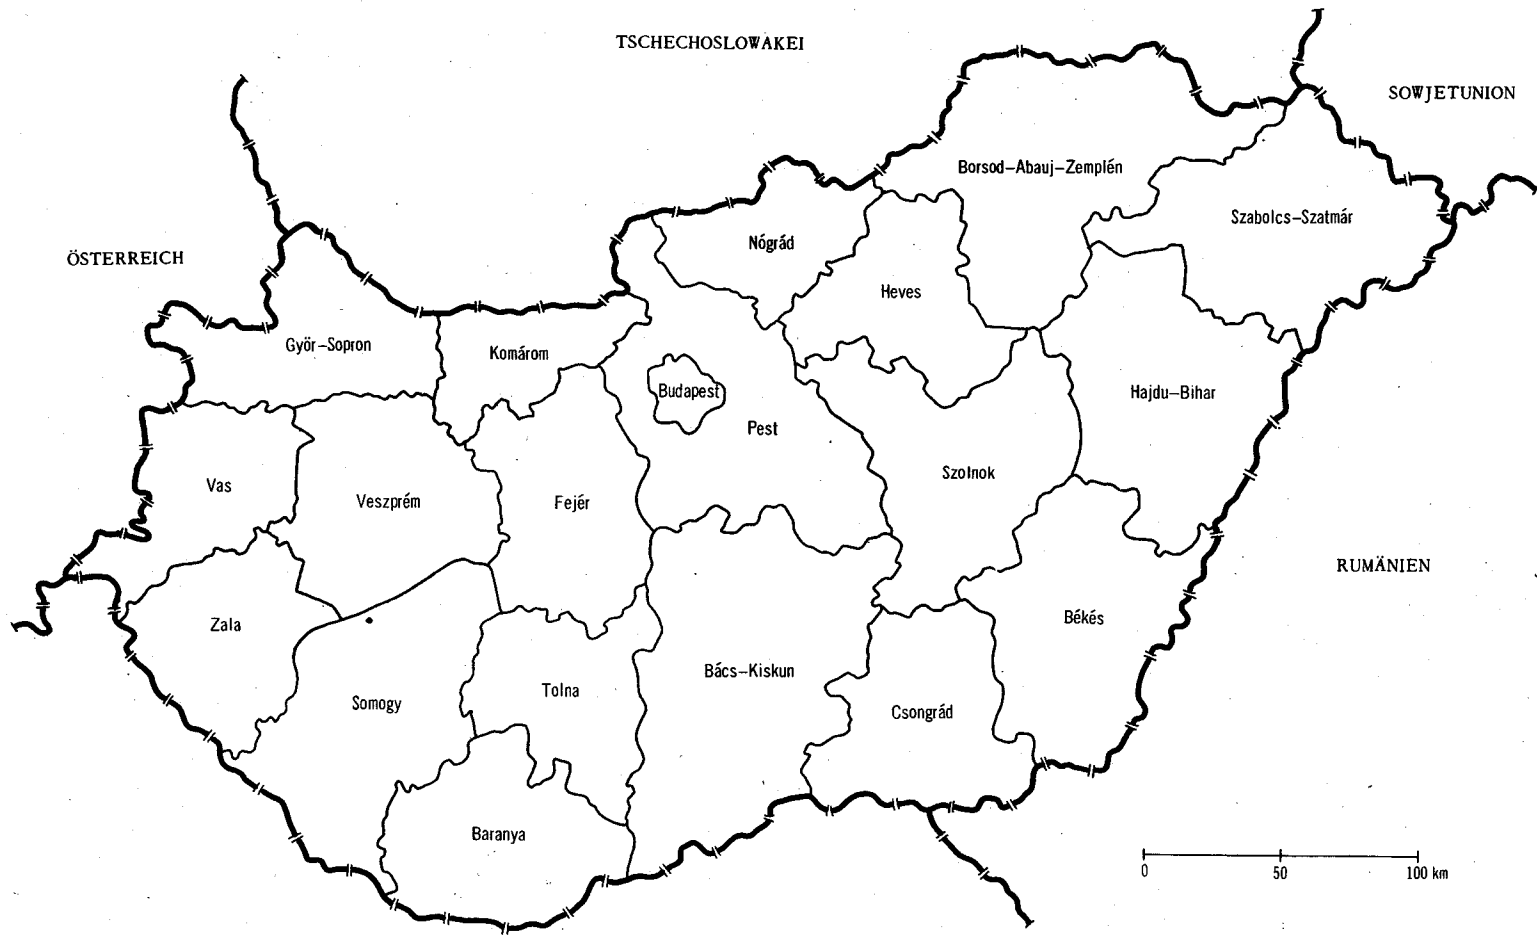 TSCHECHOSLOWAKEI
SOWJETUNION
Borsod–Abauj–Zemplén
Szabolcs–Szatmár
Nógrád
ÖSTERREICH
Heves
Györ–Sopron
Komárom
Budapest
Hajdu–Bihar
Pest
Szolnok
Vas
Veszprém
Fejér
RUMÄNIEN
Békés
Zala
Bács–Kiskun
Tolna
Somogy
Csongrád
Baranya
0 50 100 km